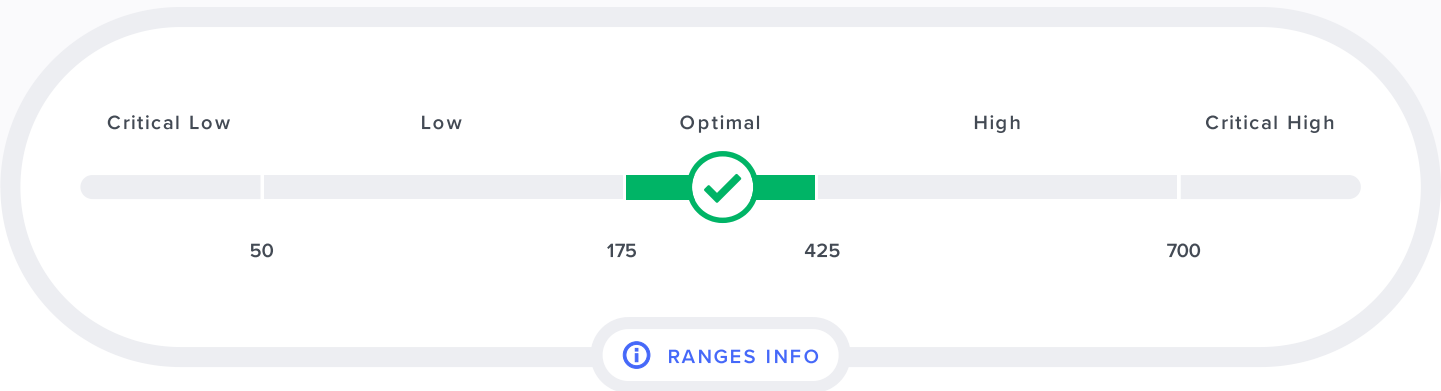 Critical Low Low Optimal High Critical High
50 175 425 700
RANGES INFO